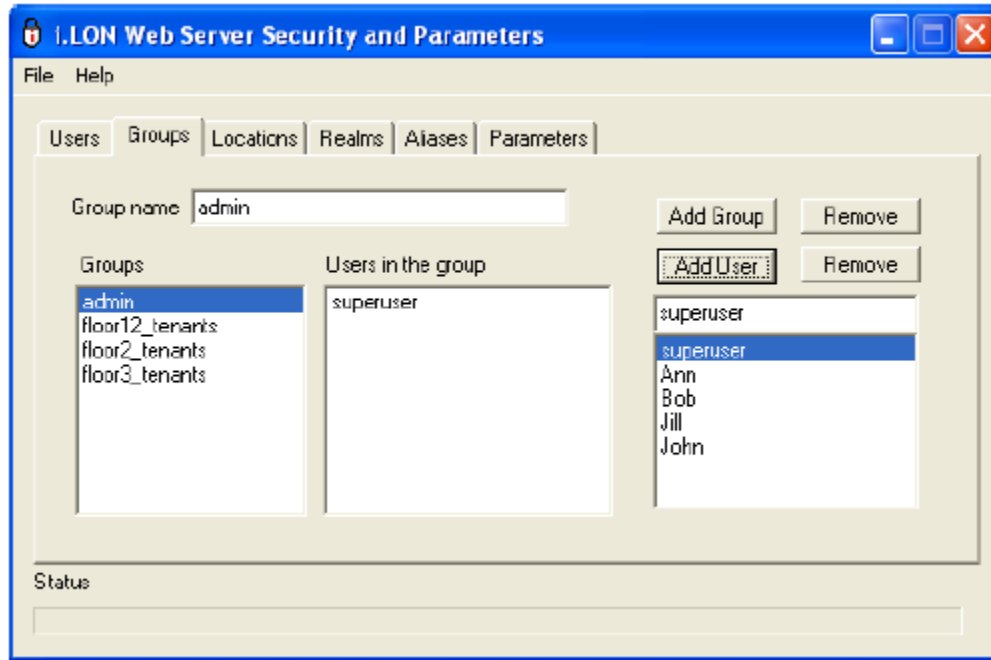 i.LON Web Server Security and Parameters
File Help
Users Groups Locations Realms Aliases Parameters
Group name admin
Add Group Remove
Groups Users in the group
Add User Remove
admin
floor12_tenants
floor2_tenants
floor3_tenants
superuser
superuser
superuser
Ann
Bob
Jill
John
Status